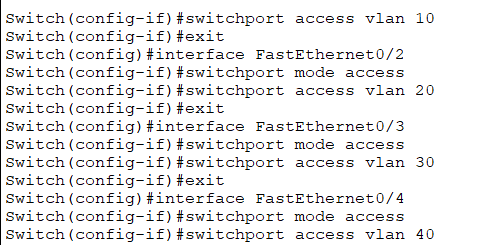 Switch(config-if)#switchport access vlan 10
Switch(config-if)#exit
Switch(config)#interface FastEthernet0/2
Switch(config-if)#switchport mode access
Switch(config-if)#switchport access vlan 20
Switch(config-if)#exit
Switch(config)#interface FastEthernet0/3
Switch(config-if)#switchport mode access
Switch(config-if)#switchport access vlan 30
Switch(config-if)#exit
Switch(config)#interface FastEthernet0/4
Switch(config-if)#switchport mode access
Switch(config-if)#switchport access vlan 40